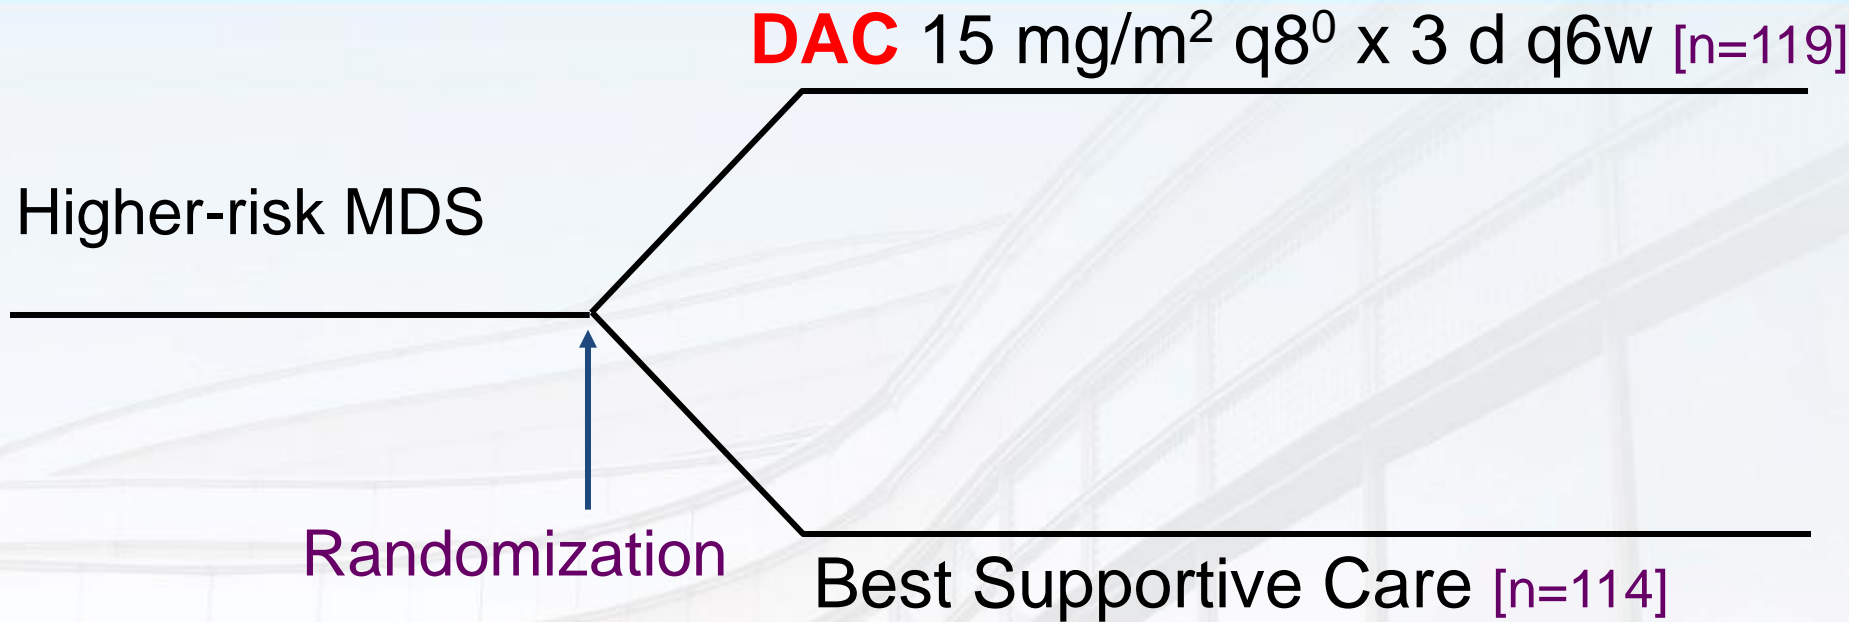 DAC 15 mg/m² q8⁰ x 3 d q6w [n=119]
Higher-risk MDS
Randomization
Best Supportive Care [n=114]